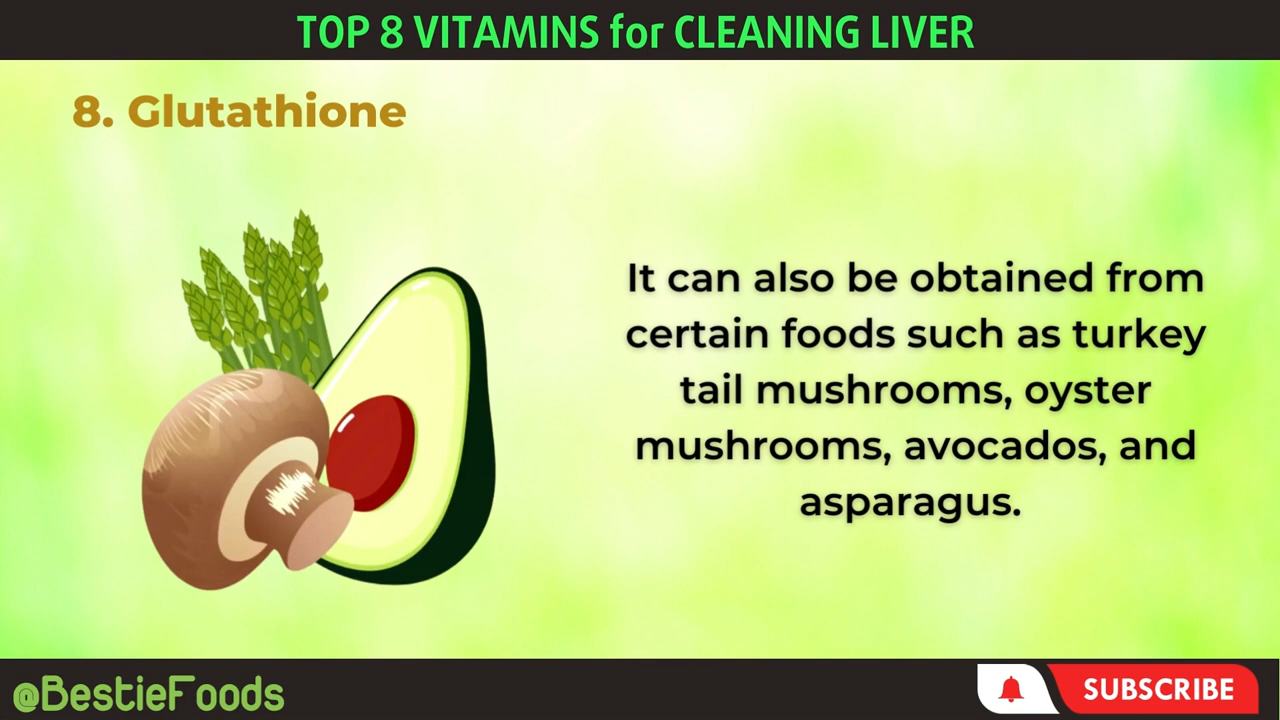 TOP 8 VITAMINS for CLEANING LIVER
8. Glutathione
It can also be obtained from
certain foods such as turkey
tail mushrooms, oyster
mushrooms, avocados, and
asparagus.
@BestieFoods
SUBSCRIBE